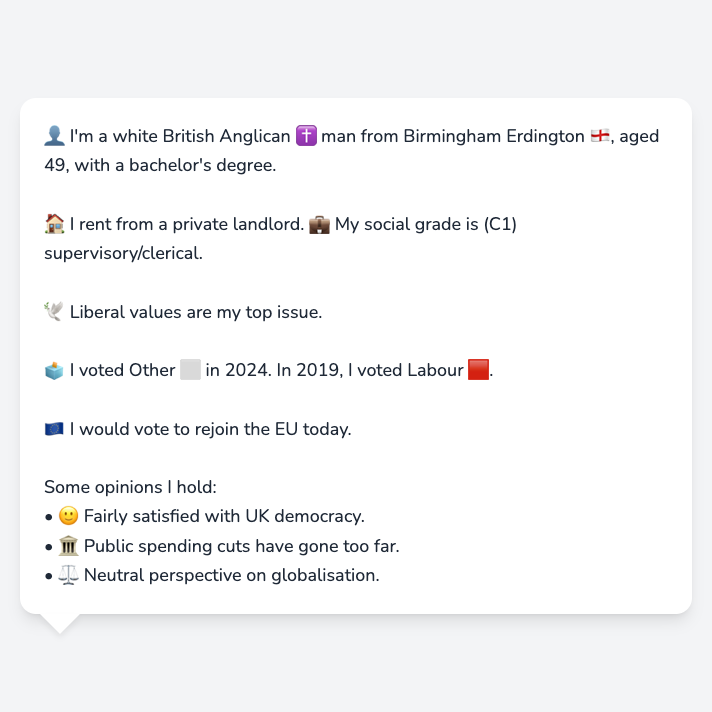 👤 I'm a white British Anglican ✝️ man from Birmingham Erdington 🏴󠁧󠁢󠁥󠁮󠁧󠁿, aged
49, with a bachelor's degree.
🏠 I rent from a private landlord. 💼 My social grade is (C1)
supervisory/clerical.
🕊️ Liberal values are my top issue.
🗳️ I voted Other ⬜ in 2024. In 2019, I voted Labour 🟥.
🇪🇺 I would vote to rejoin the EU today.
Some opinions I hold:
• 🙂 Fairly satisfied with UK democracy.
• 🏛️ Public spending cuts have gone too far.
• ⚖️ Neutral perspective on globalisation.